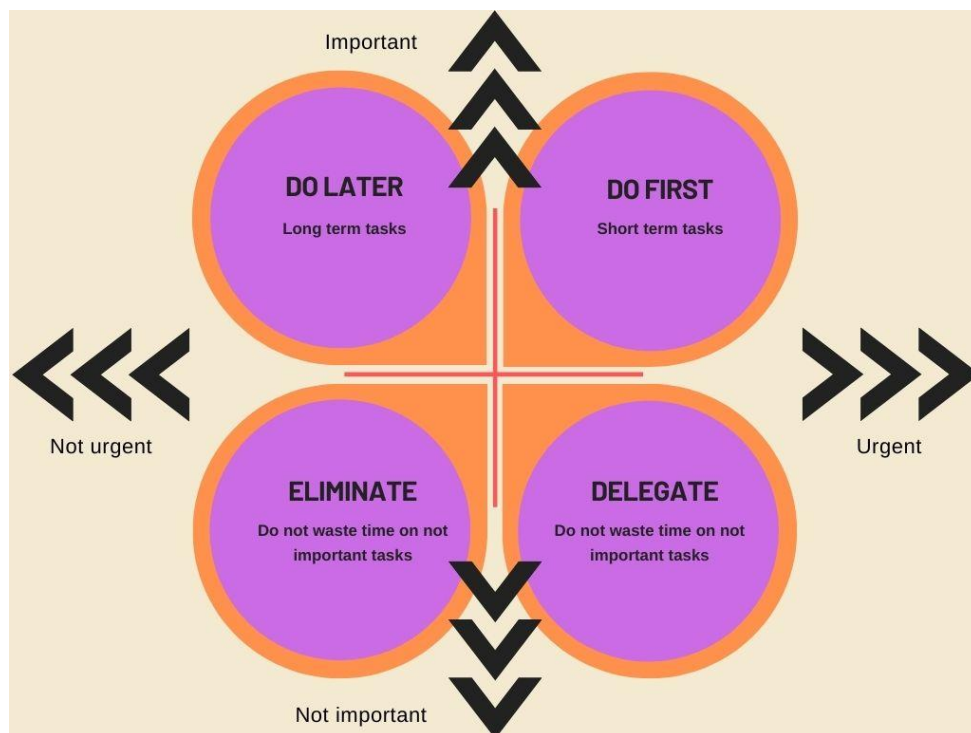 Important
DO LATER
Long term tasks
DO FIRST
Short term tasks
Not urgent
Urgent
ELIMINATE
Do not waste time on not
important tasks
DELEGATE
Do not waste time on not
important tasks
Not important